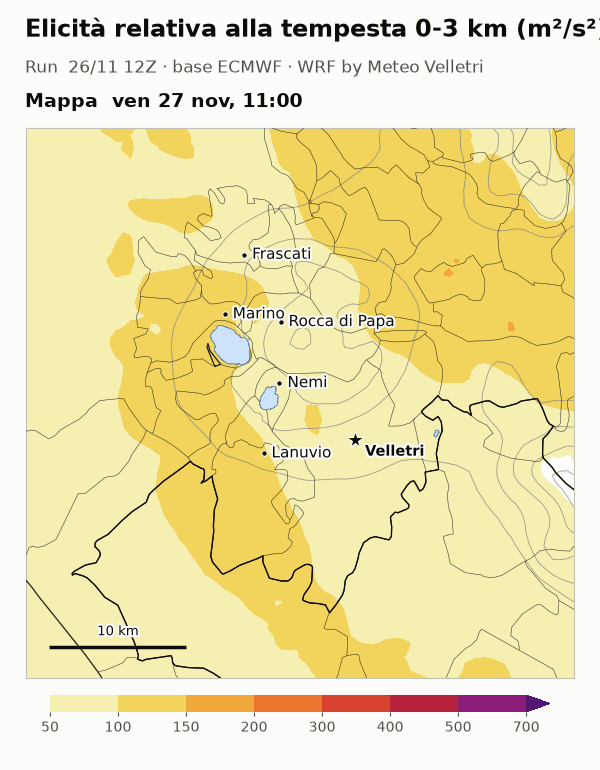 Elicità relativa alla tempesta 0-3 km (m²/s²)
Run  26/11 12Z · base ECMWF · WRF by Meteo Velletri
Mappa  ven 27 nov, 11:00
Frascati
Marino
Rocca di Papa
Nemi
Velletri
Lanuvio
10 km
50 100 150 200 300 400 500 700